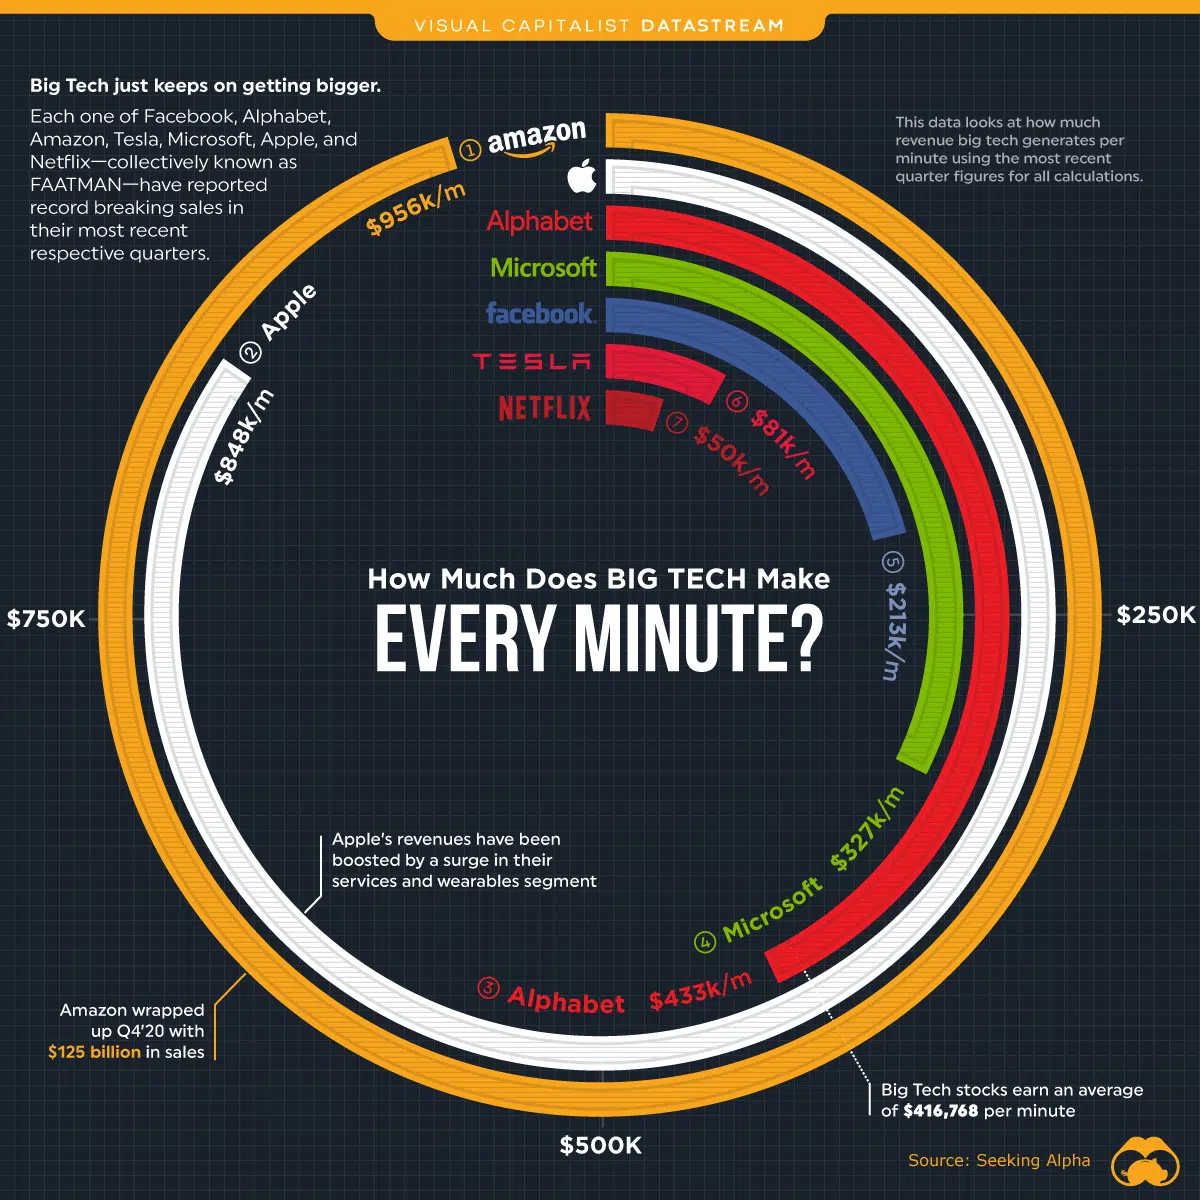 VISUAL CAPITALIST DATASTREAM
Big Tech just keeps on getting bigger.
Each one of Facebook, Alphabet,
Amazon, Tesla, Microsoft, Apple, and
Netflix—collectively known as
FAATMAN—have reported
record breaking sales in
their most recent
respective quarters.
This data looks at how much
revenue big tech generates per
minute using the most recent
quarter figures for all calculations.
1 amazon
$956k/m
Alphabet
Microsoft
facebook
TESLA
NETFLIX
2 Apple
$848k/m
6 $81k/m
7 $50k/m
5 $213k/m
How Much Does BIG TECH Make
EVERY MINUTE?
$750K
$250K
4 Microsoft $327k/m
3 Alphabet $433k/m
Apple's revenues have been
boosted by a surge in their
services and wearables segment
Amazon wrapped
up Q4'20 with
$125 billion in sales
Big Tech stocks earn an average
of $416,768 per minute
$500K
Source: Seeking Alpha